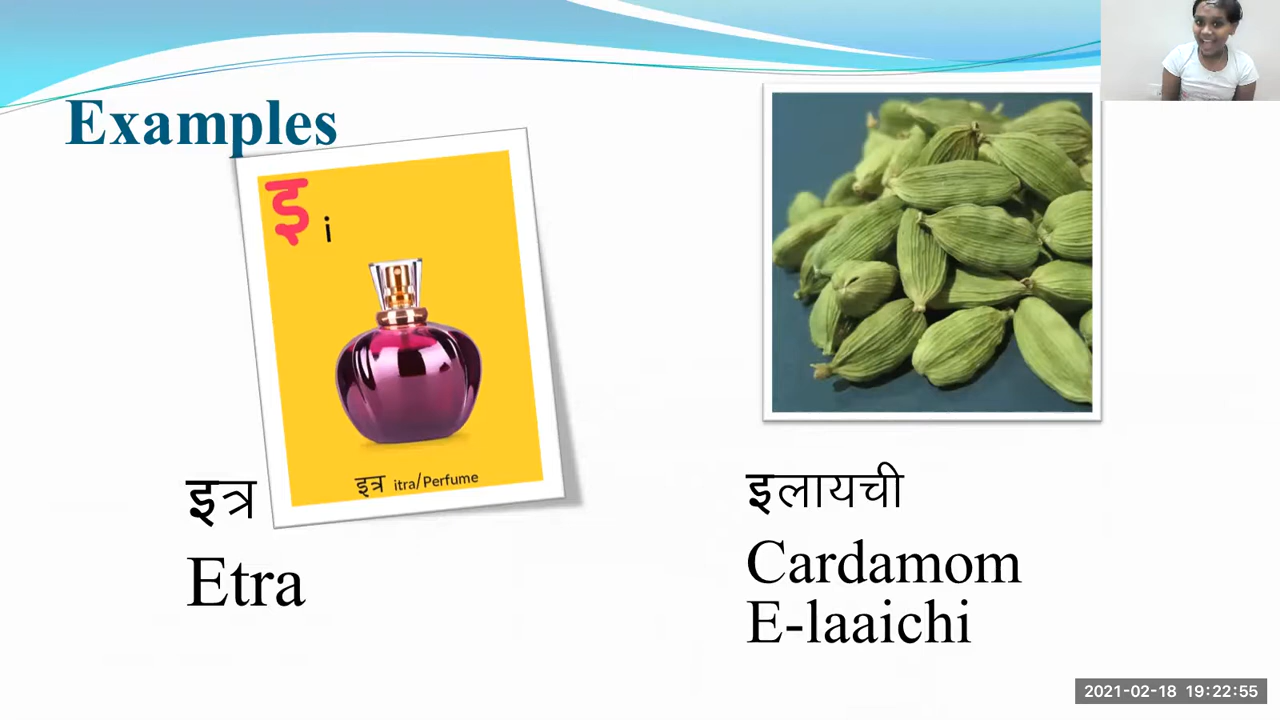 Examples
इ i
इत्र itra/Perfume
इत्र
Etra
इलायची
Cardamom
E-laaichi
2021-02-18 19:22:55